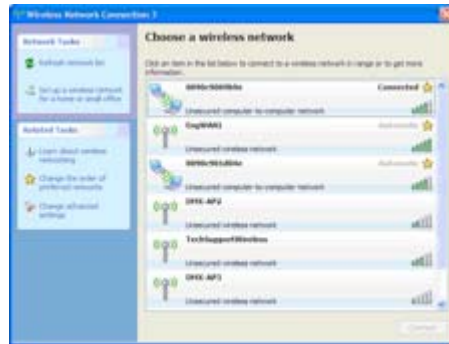 Wireless Network Connection 3
Network Tasks
Refresh network list
Set up a wireless network
for a home or small office
Related Tasks
Learn about wireless
networking
Change the order of
preferred networks
Change advanced
settings
Choose a wireless network
Click an item in the list below to connect to a wireless network in range or to get more
information.
Connected
Unsecured computer-to-computer network
EngWAN1
Automatic
Unsecured wireless network
Automatic
Unsecured computer-to-computer network
DMX-AP2
Unsecured wireless network
TechSupportWireless
Unsecured wireless network
DMX-AP3
Unsecured wireless network
Connect